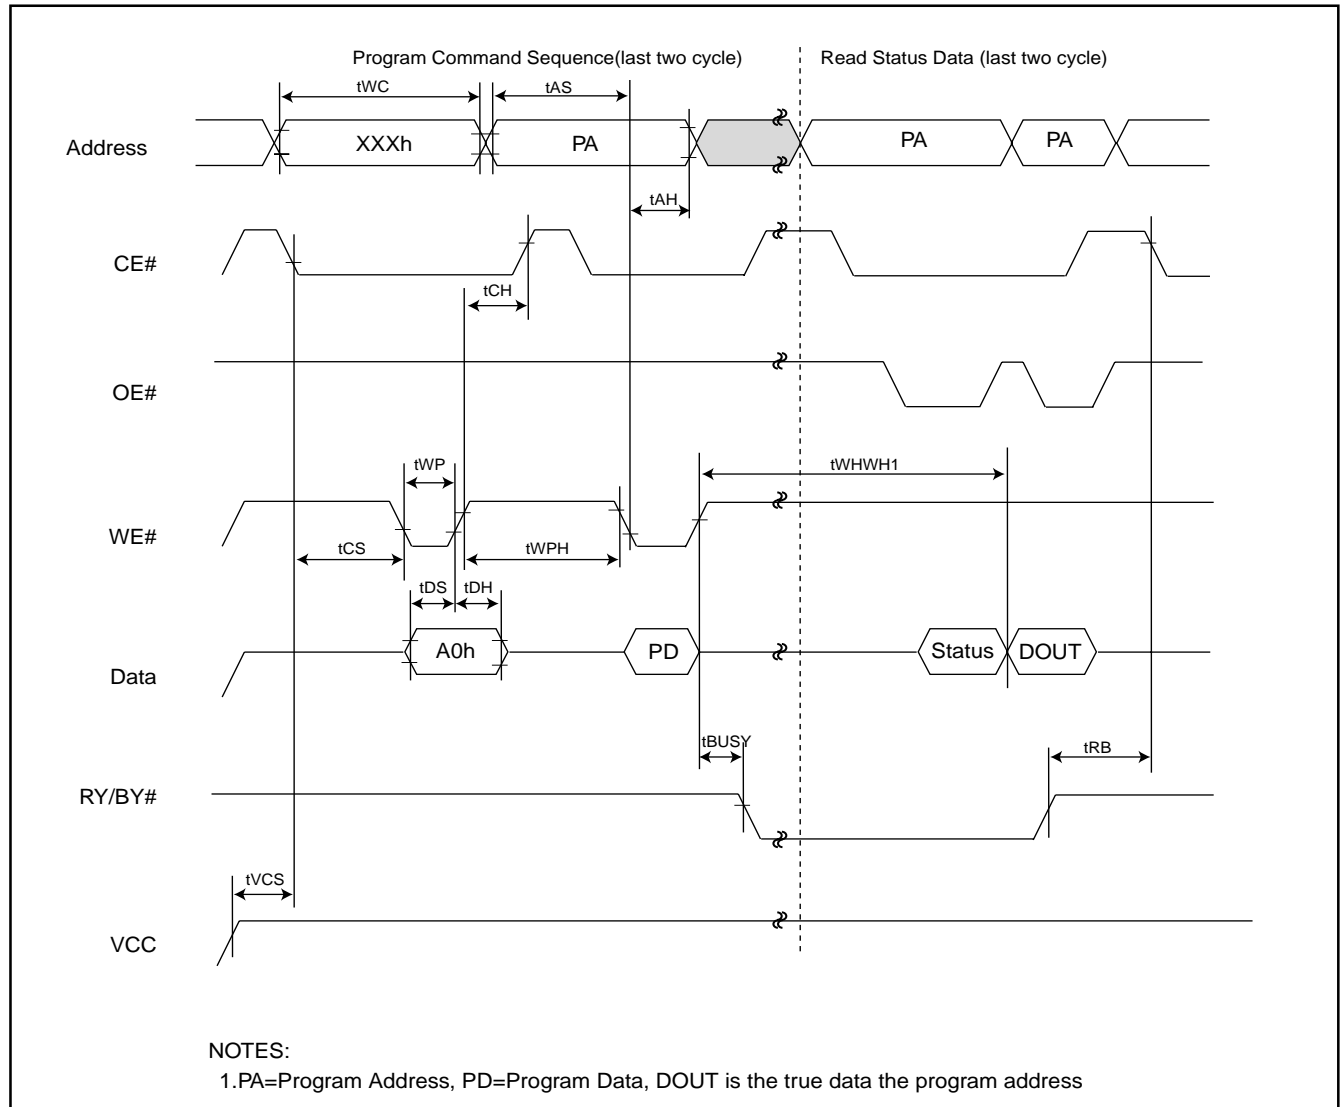 Program Command Sequence(last two cycle)
Read Status Data (last two cycle)
tWC
tAS
Address
XXXh
PA
PA
PA
tAH
CE#
tCH
OE#
tWP
tWHWH1
WE#
tCS
tWPH
tDS
tDH
A0h
PD
Status
DOUT
Data
tBUSY
tRB
RY/BY#
tVCS
VCC
NOTES:
1.PA=Program Address, PD=Program Data, DOUT is the true data the program address